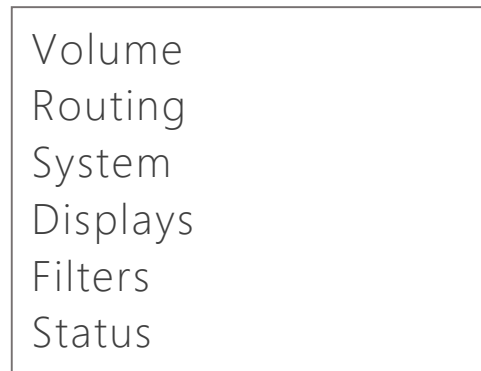 Volume
Routing
System
Displays
Filters
Status